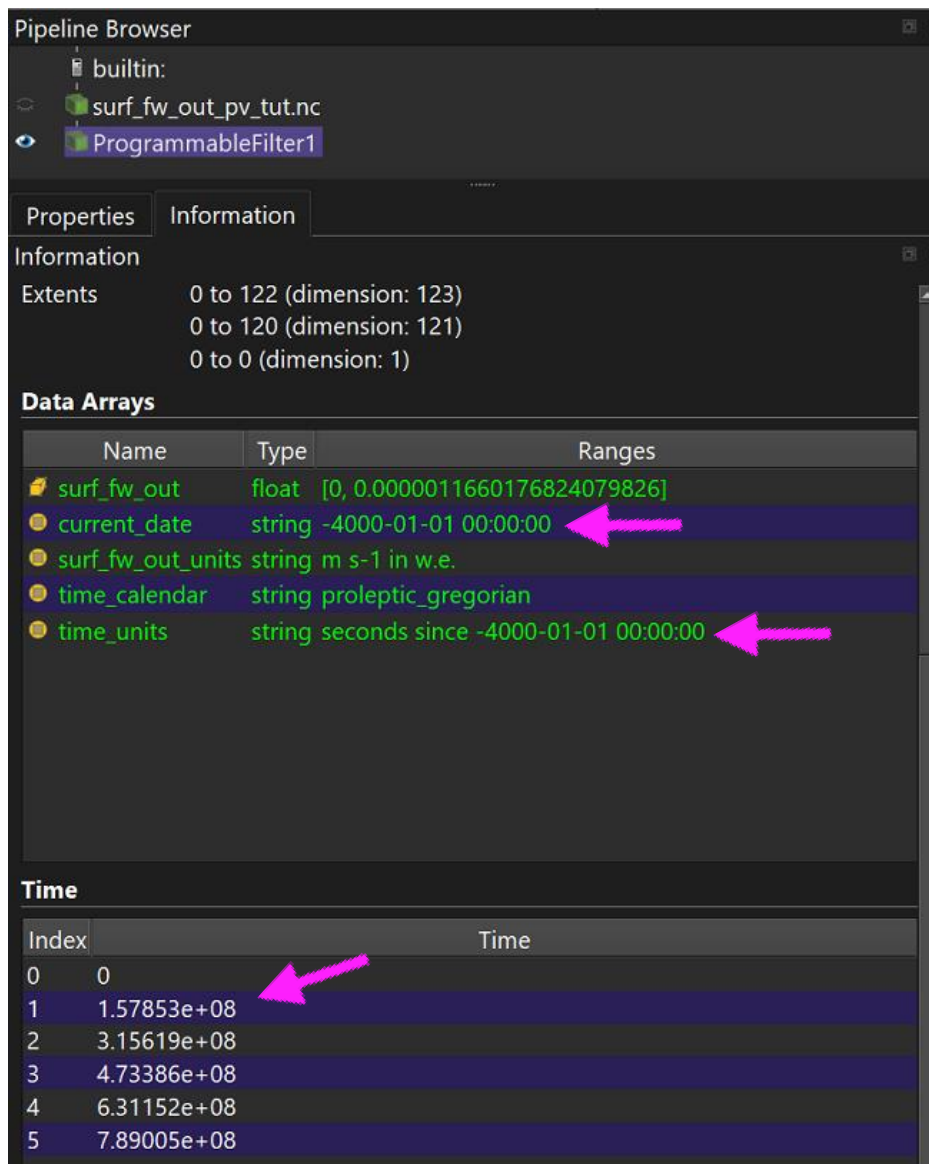 Pipeline Browser
builtin:
surf_fw_out_pv_tut.nc
ProgrammableFilter1
Properties Information
Information
Extents 0 to 122 (dimension: 123)
0 to 120 (dimension: 121)
0 to 0 (dimension: 1)
Data Arrays
Name Type Ranges
surf_fw_out float [0, 0.0000011660176824079826]
current_date string -4000-01-01 00:00:00
surf_fw_out_units string m s-1 in w.e.
time_calendar string proleptic_gregorian
time_units string seconds since -4000-01-01 00:00:00
Time
Index Time
0 0
1 1.57853e+08
2 3.15619e+08
3 4.73386e+08
4 6.31152e+08
5 7.89005e+08